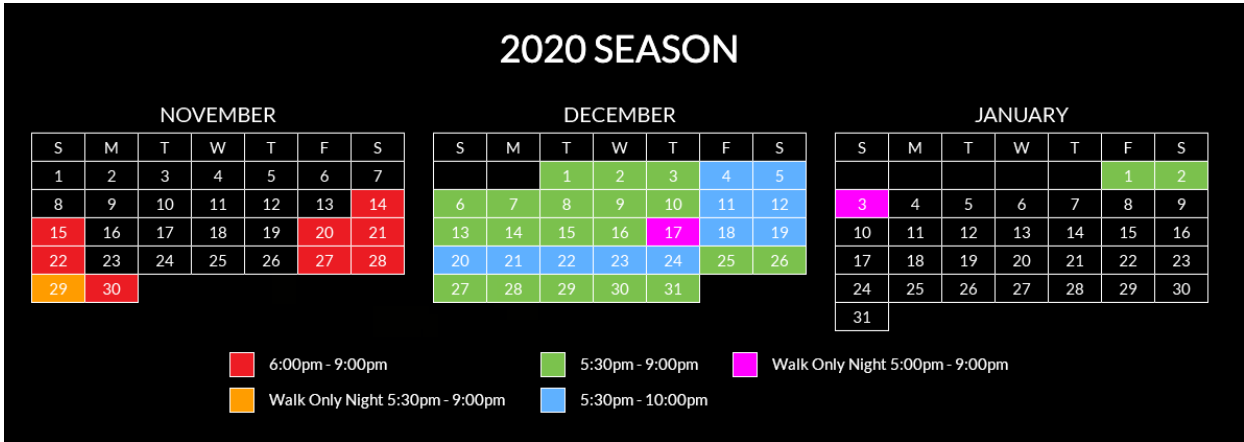 2020 SEASON
NOVEMBER
S M T W T F S
1 2 3 4 5 6 7
8 9 10 11 12 13 14
15 16 17 18 19 20 21
22 23 24 25 26 27 28
29 30
DECEMBER
S M T W T F S
1 2 3 4 5
6 7 8 9 10 11 12
13 14 15 16 17 18 19
20 21 22 23 24 25 26
27 28 29 30 31
JANUARY
S M T W T F S
1 2
3 4 5 6 7 8 9
10 11 12 13 14 15 16
17 18 19 20 21 22 23
24 25 26 27 28 29 30
31
6:00pm - 9:00pm
5:30pm - 9:00pm
Walk Only Night 5:00pm - 9:00pm
Walk Only Night 5:30pm - 9:00pm
5:30pm - 10:00pm